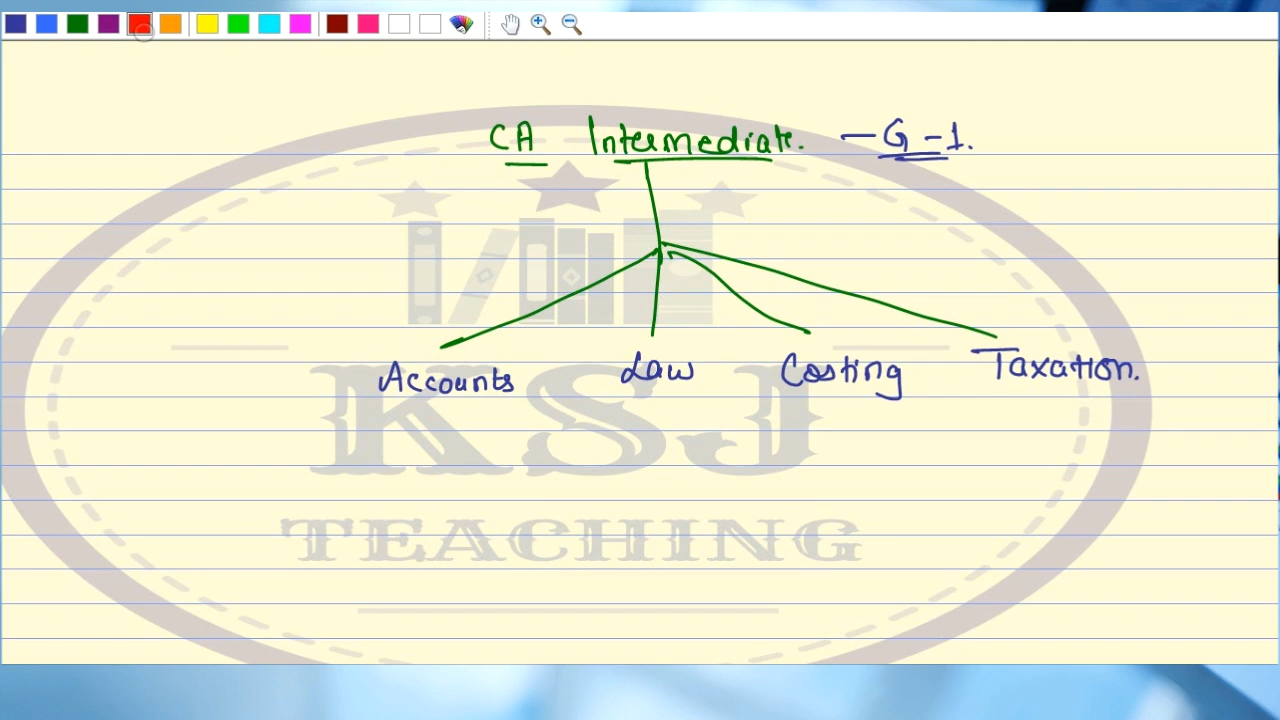 CA Intermediate. - G-1.
Accounts Law Costing Taxation.
KSJ
TEACHING